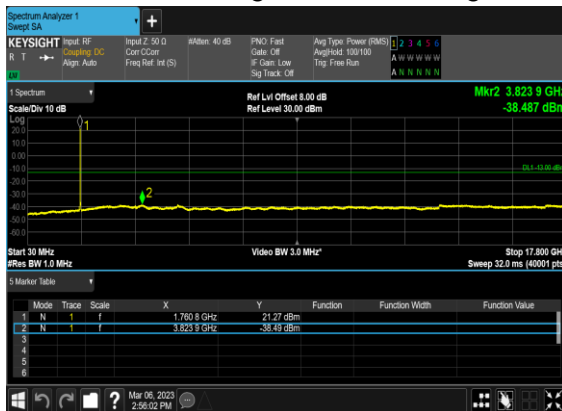 Spectrum Analyzer 1
Swept SA
KEYSIGHT Input: RF Input Z: 50 Ω #Atten: 40 dB PNO: Fast Avg Type: Power (RMS) 1 2 3 4 5 6
R T Coupling: DC Corr CCorr Gate: Off Avg|Hold: 100/100 A W W W W W
Align: Auto Freq Ref: Int (S) IF Gain: Low Trig: Free Run
Sig Track: Off A N N N N N
1 Spectrum Ref Lvl Offset 8.00 dB Mkr2 3.823 9 GHz
Scale/Div 10 dB Ref Level 30.00 dBm -38.487 dBm
Log
20.0
10.0
0.00
-10.0
-20.0
-30.0
-40.0
-50.0
-60.0
1
2
DL1 -13.00 dBm
Start 30 MHz Video BW 3.0 MHz* Stop 17.800 GHz
#Res BW 1.0 MHz Sweep 32.0 ms (40001 pts)
5 Marker Table
Mode Trace Scale X Y Function Function Width Function Value
1 N 1 f 1.760 8 GHz 21.27 dBm
2 N 1 f 3.823 9 GHz -38.49 dBm
3
4
5
6
? Mar 06, 2023
2:56:02 PM